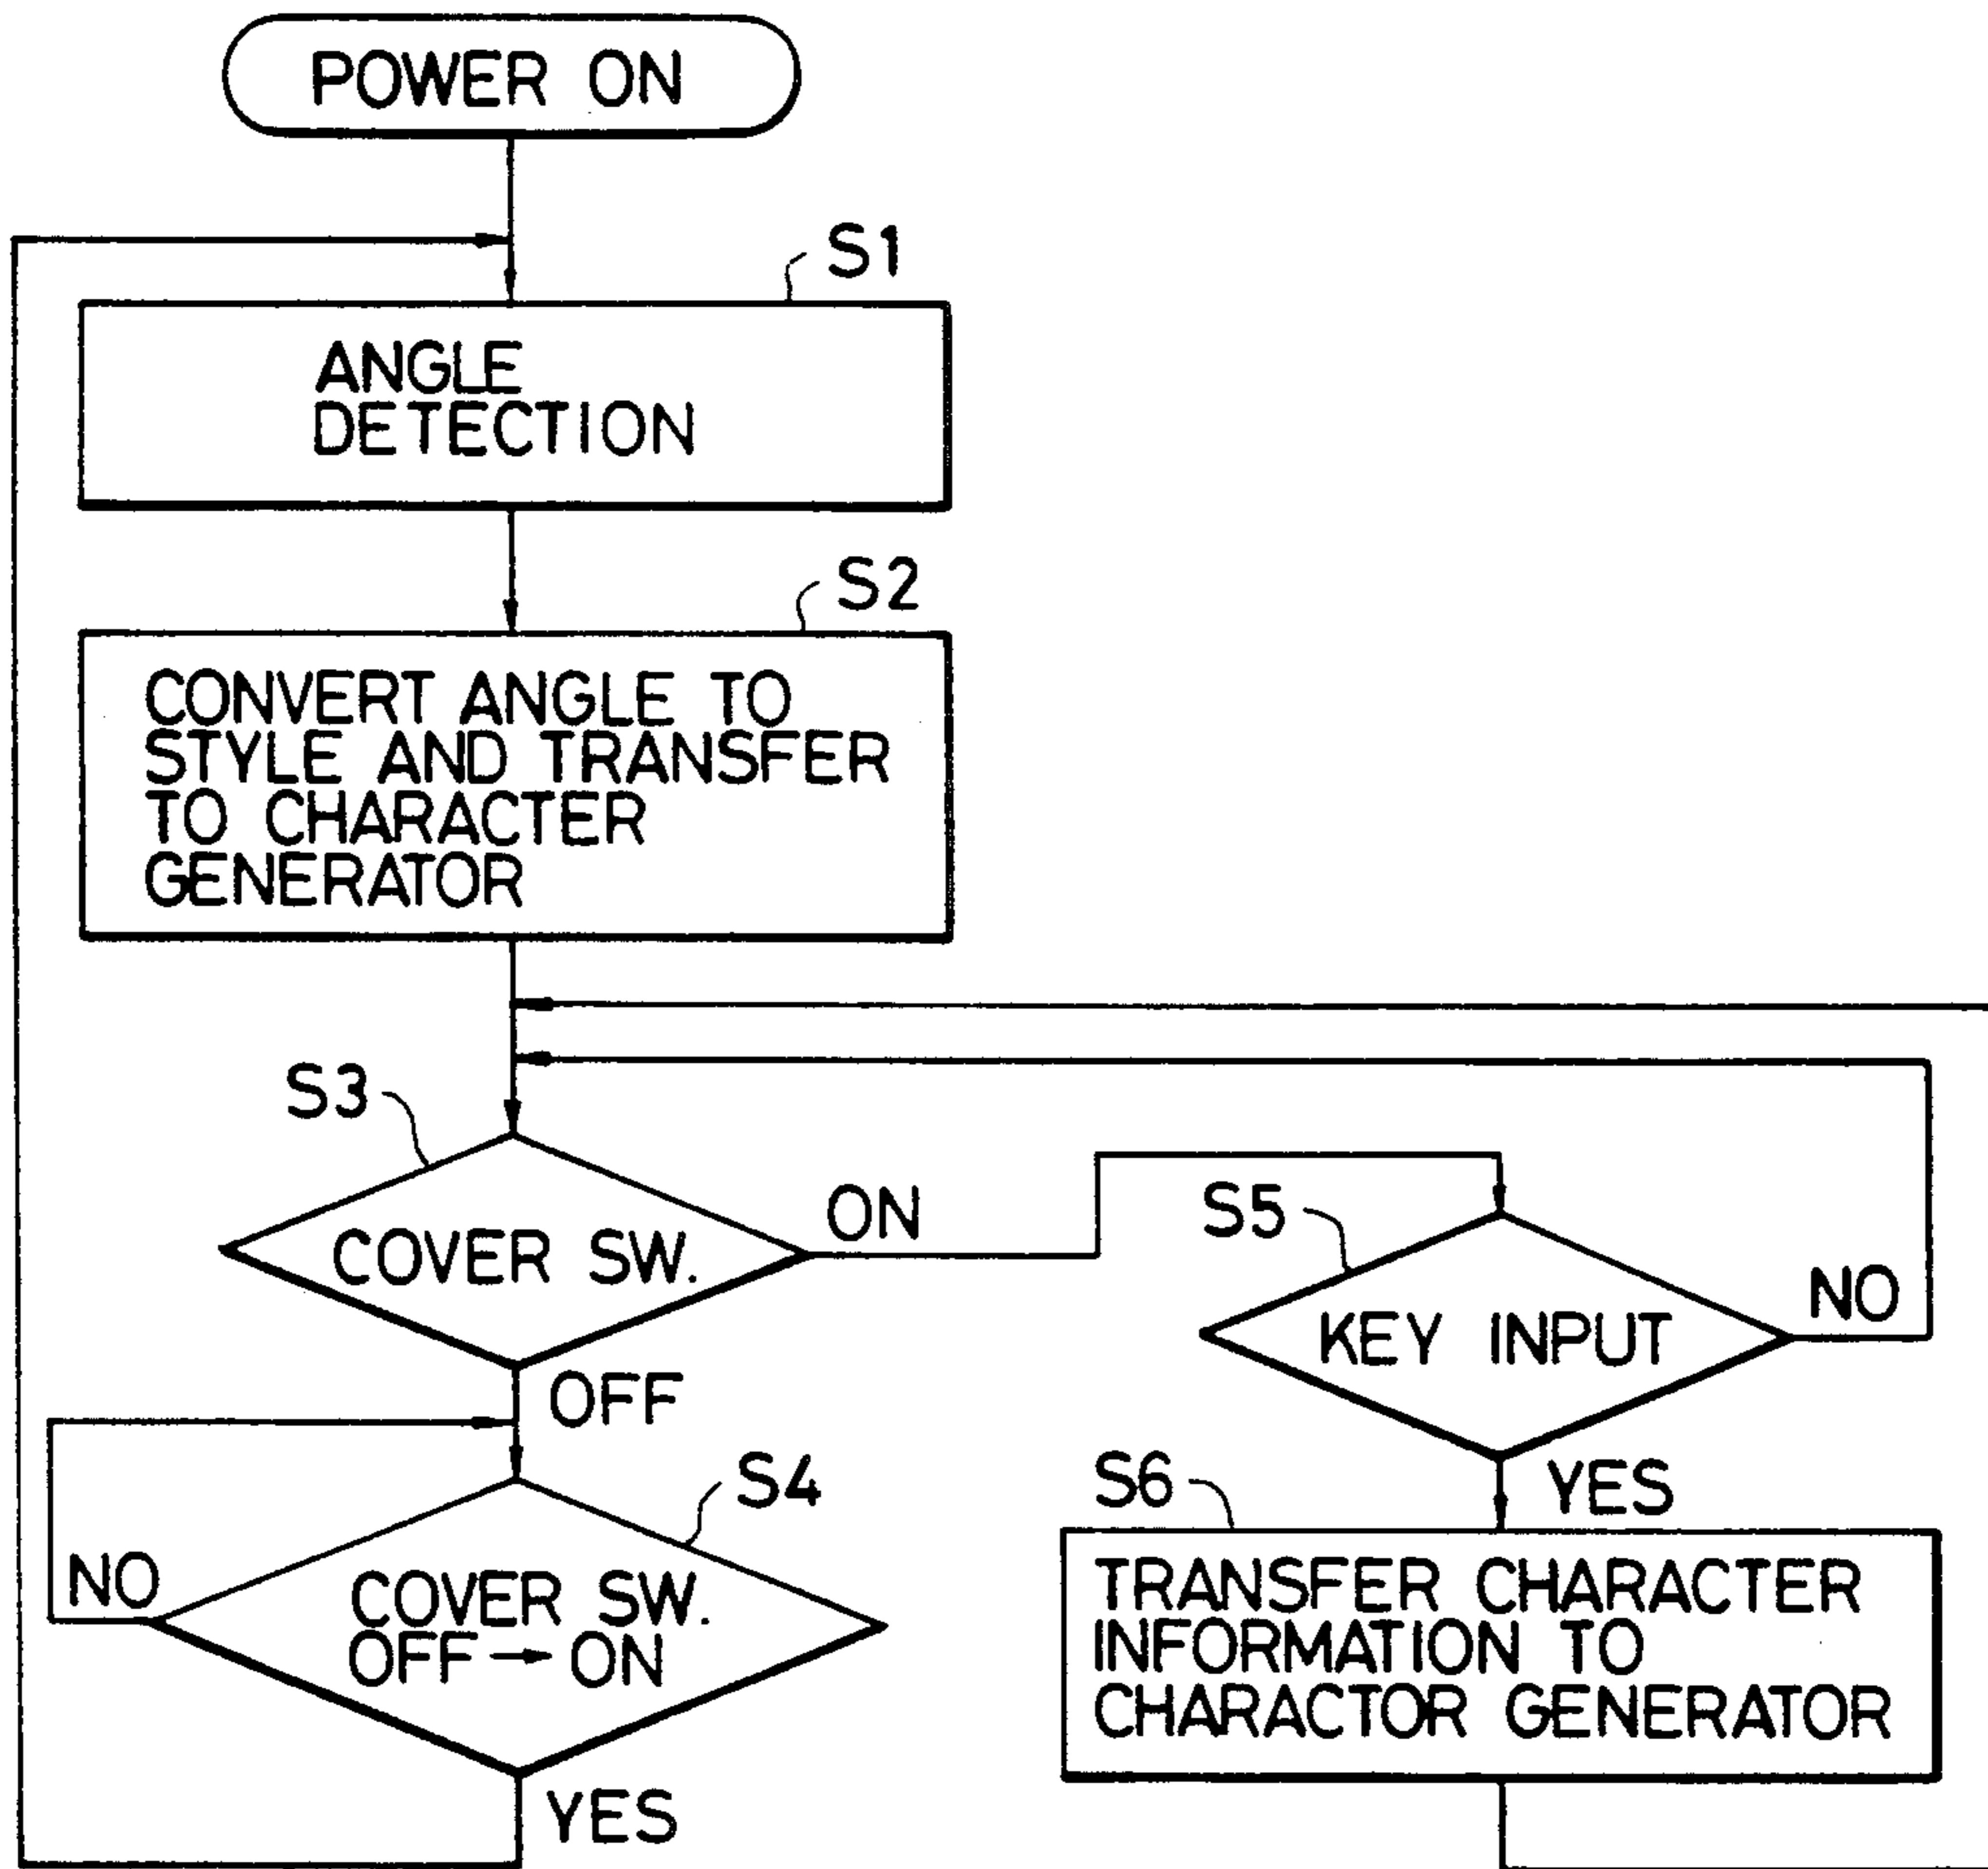 POWER ON
S1
ANGLE
DETECTION
S2
CONVERT ANGLE TO
STYLE AND TRANSFER
TO CHARACTER
GENERATOR
S3
COVER SW.
ON
OFF
S4
COVER SW.
OFF → ON
NO
YES
S5
KEY INPUT
NO
YES
S6
TRANSFER CHARACTER
INFORMATION TO
CHARACTOR GENERATOR